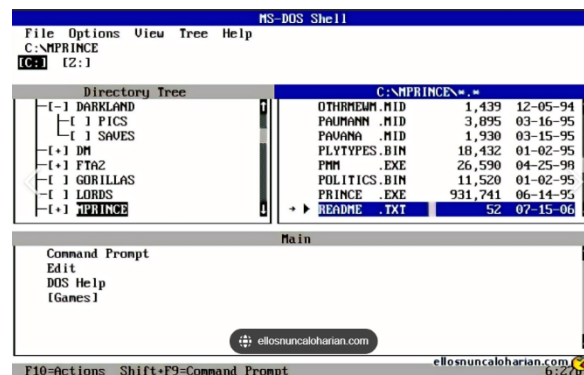 MS-DOS Shell
File Options View Tree Help
C:\MPRINCE
[C:] [Z:]
Directory Tree
[-] DARKLAND
[ ] PICS
[ ] SAVES
[+] DM
[+] FTA2
[ ] GORILLAS
[ ] LORDS
[+] MPRINCE
C:\MPRINCE\*.*
OTHRMEWM.MID 1,439 12-05-94
PAUMANN .MID 3,895 03-16-95
PAVANA .MID 1,930 03-15-95
PLYTYPES.BIN 18,432 01-02-95
PMM .EXE 26,590 04-25-98
POLITICS.BIN 11,520 01-02-95
PRINCE .EXE 931,741 06-14-95
README .TXT 52 07-15-06
Main
Command Prompt
Edit
DOS Help
[Games]
ellosnuncaloharian.com
ellosnuncaloharian.com
F10=Actions Shift+F9=Command Prompt